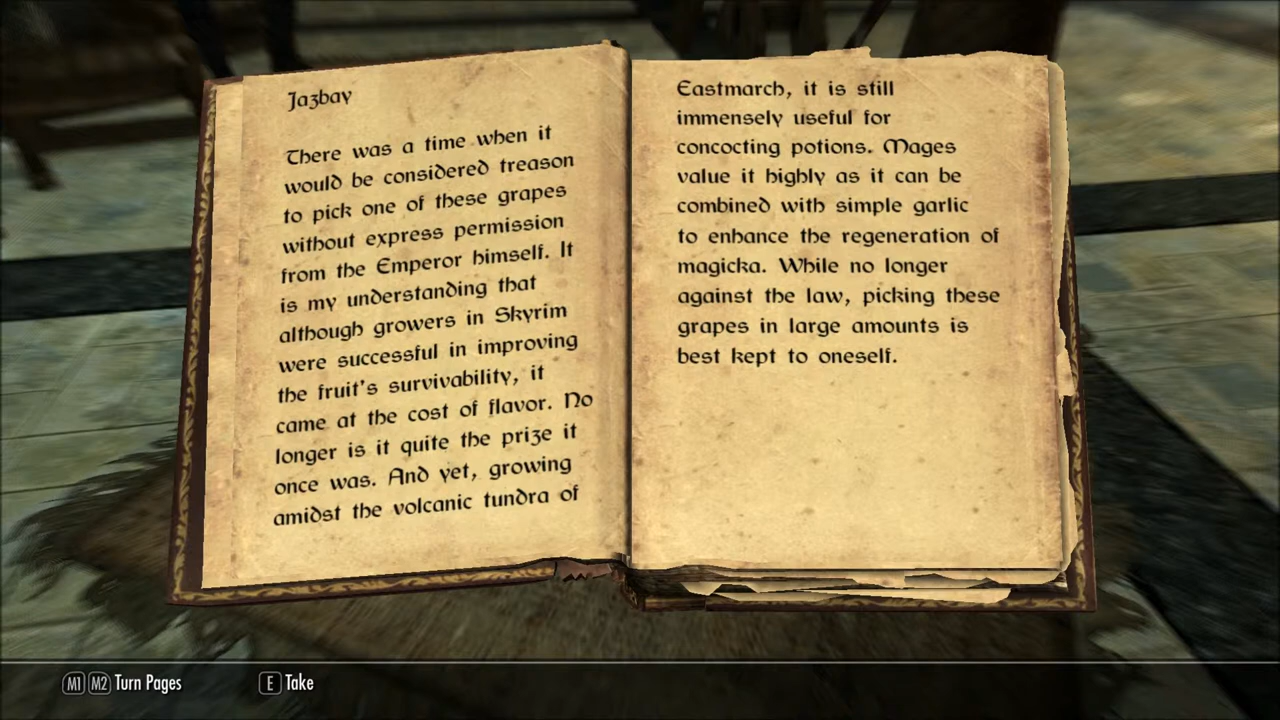 Jazbay
There was a time when it
would be considered treason
to pick one of these grapes
without express permission
from the Emperor himself. It
is my understanding that
although growers in Skyrim
were successful in improving
the fruit's survivability, it
came at the cost of flavor. No
longer is it quite the prize it
once was. And yet, growing
amidst the volcanic tundra of
Eastmarch, it is still
immensely useful for
concocting potions. Mages
value it highly as it can be
combined with simple garlic
to enhance the regeneration of
magicka. While no longer
against the law, picking these
grapes in large amounts is
best kept to oneself.
M1 M2 Turn Pages E Take